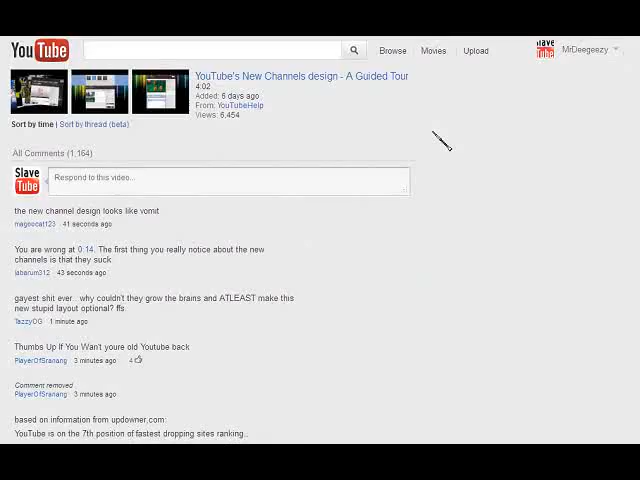 YouTube
Browse
Movies
Upload
Slave
Tube
MrDeegeezy
YouTube's New Channels design - A Guided Tour
4:02
Added: 6 days ago
From: YouTubeHelp
Views: 6,454
Sort by time | Sort by thread (beta)
All Comments (1,164)
Slave
Tube
Respond to this video...
the new channel design looks like vomit
magoocat123 41 seconds ago
You are wrong at 0:14. The first thing you really notice about the new
channels is that they suck
labarum312 43 seconds ago
gayest shit ever.. why couldn't they grow the brains and ATLEAST make this
new stupid layout optional? ffs
TazzyOG 1 minute ago
Thumbs Up If You Wan't youre old Youtube back
PlayerOfSranang 3 minutes ago 4
Comment removed
PlayerOfSranang 3 minutes ago
based on information from updowner,com:
YouTube is on the 7th position of fastest dropping sites ranking..